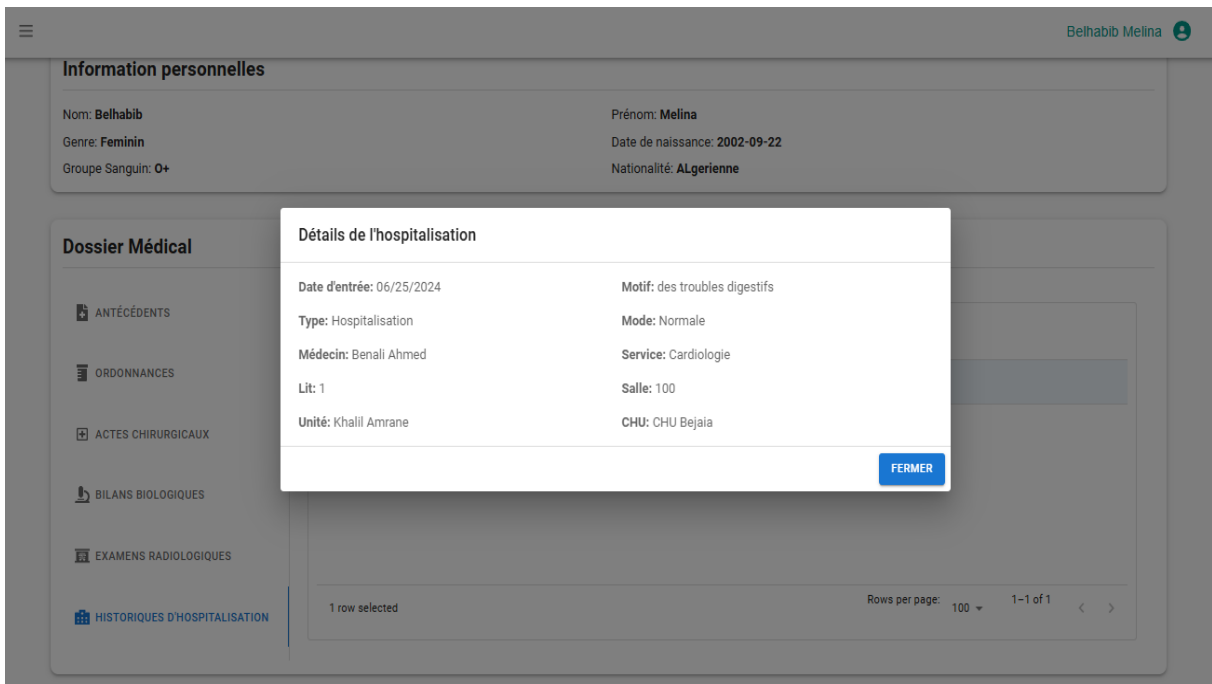 Belhabib Melina
Information personnelles
Nom: Belhabib
Prénom: Melina
Genre: Feminin
Date de naissance: 2002-09-22
Groupe Sanguin: O+
Nationalité: ALgerienne
Dossier Médical
ANTÉCÉDENTS
ORDONNANCES
ACTES CHIRURGICAUX
BILANS BIOLOGIQUES
EXAMENS RADIOLOGIQUES
HISTORIQUES D'HOSPITALISATION
Détails de l'hospitalisation
Date d'entrée: 06/25/2024
Motif: des troubles digestifs
Type: Hospitalisation
Mode: Normale
Médecin: Benali Ahmed
Service: Cardiologie
Lit: 1
Salle: 100
Unité: Khalil Amrane
CHU: CHU Bejaia
FERMER
1 row selected
Rows per page: 100
1–1 of 1